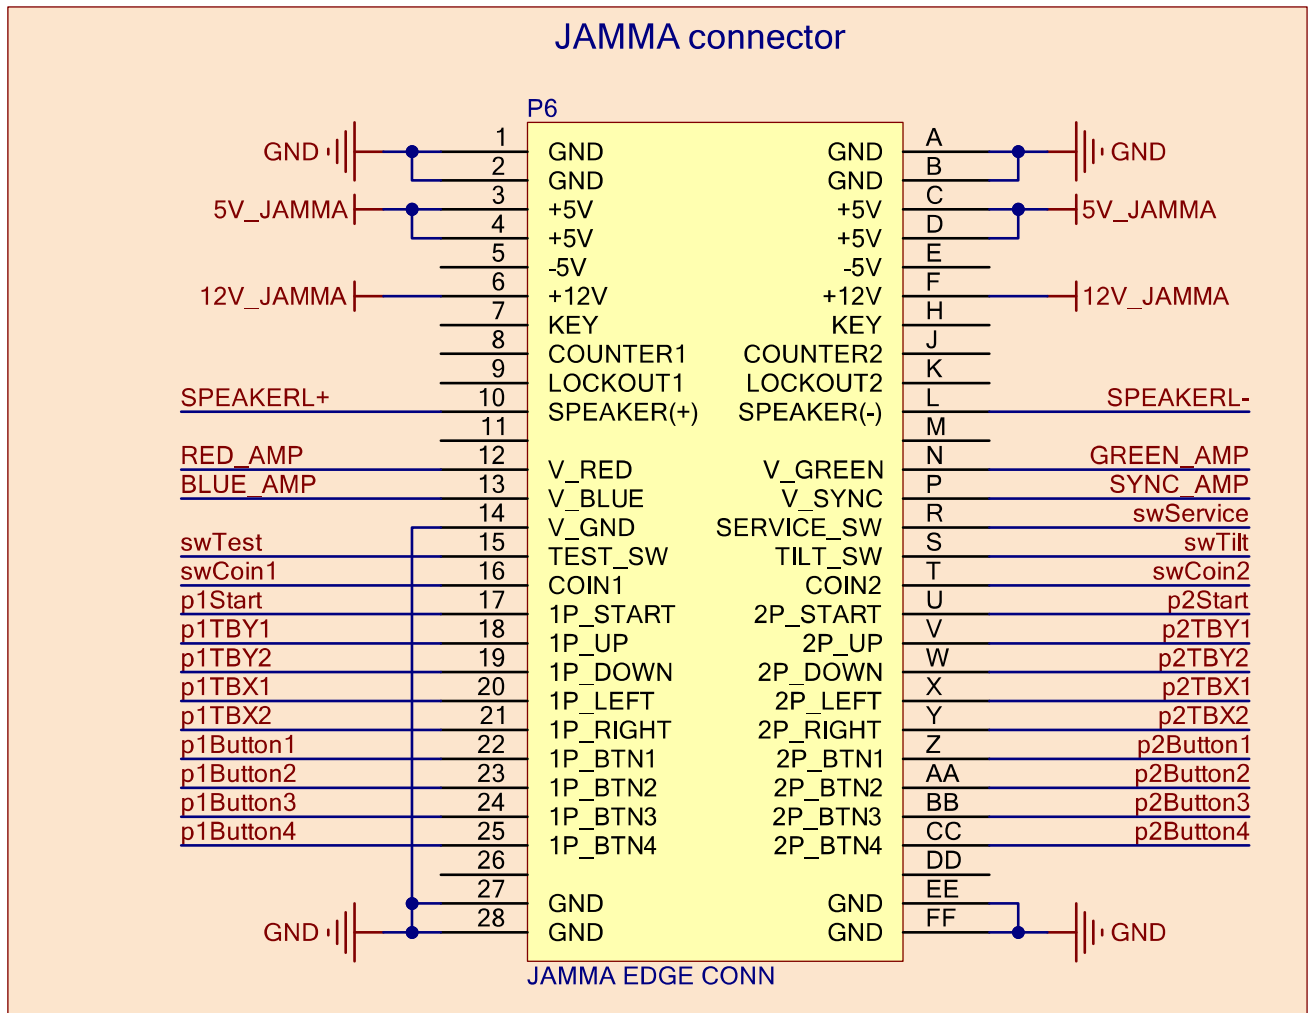 JAMMA connector
P6
GND 1 GND GND A GND
2 GND GND B
5V_JAMMA 3 +5V +5V C 5V_JAMMA
4 +5V +5V D
5 -5V -5V E
12V_JAMMA 6 +12V +12V F 12V_JAMMA
7 KEY KEY H
8 COUNTER1 COUNTER2 J
9 LOCKOUT1 LOCKOUT2 K
SPEAKERL+ 10 SPEAKER(+) SPEAKER(-) L SPEAKERL-
11 M
RED_AMP 12 V_RED V_GREEN N GREEN_AMP
BLUE_AMP 13 V_BLUE V_SYNC P SYNC_AMP
14 V_GND SERVICE_SW R swService
swTest 15 TEST_SW TILT_SW S swTilt
swCoin1 16 COIN1 COIN2 T swCoin2
p1Start 17 1P_START 2P_START U p2Start
p1TBY1 18 1P_UP 2P_UP V p2TBY1
p1TBY2 19 1P_DOWN 2P_DOWN W p2TBY2
p1TBX1 20 1P_LEFT 2P_LEFT X p2TBX1
p1TBX2 21 1P_RIGHT 2P_RIGHT Y p2TBX2
p1Button1 22 1P_BTN1 2P_BTN1 Z p2Button1
p1Button2 23 1P_BTN2 2P_BTN2 AA p2Button2
p1Button3 24 1P_BTN3 2P_BTN3 BB p2Button3
p1Button4 25 1P_BTN4 2P_BTN4 CC p2Button4
26 DD
27 GND GND EE
GND 28 GND GND FF GND
JAMMA EDGE CONN